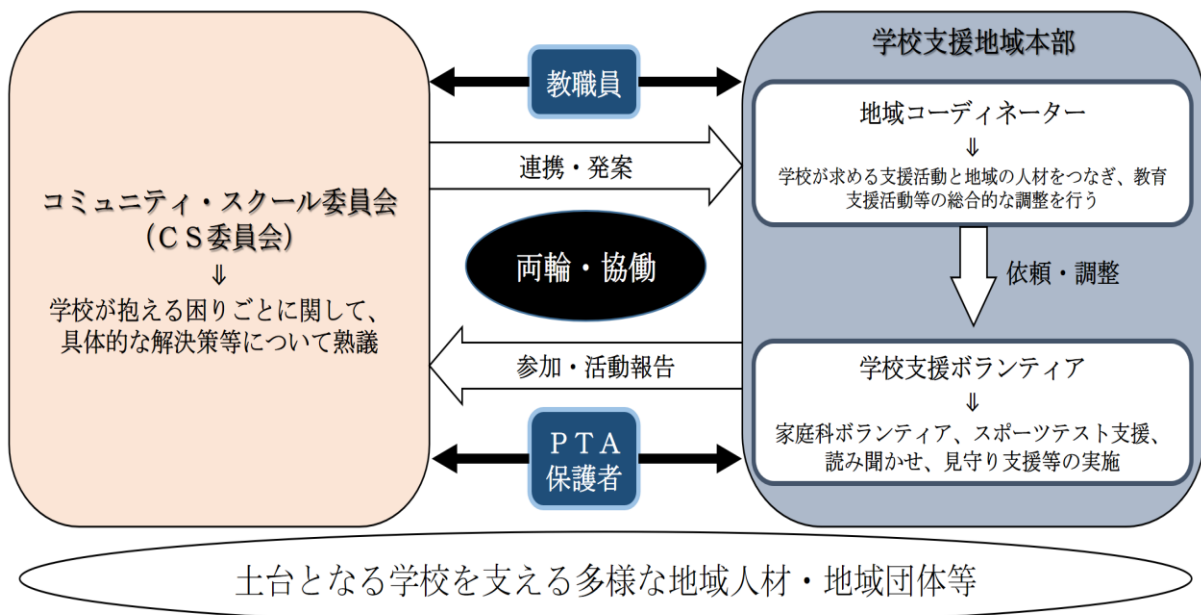 コミュニティ・スクール委員会
（ＣＳ委員会）
⇓
学校が抱える困りごとに関して、
具体的な解決策等について熟議
教職員
連携・発案
両輪・協働
参加・活動報告
ＰＴＡ
保護者
学校支援地域本部
地域コーディネーター
⇓
学校が求める支援活動と地域の人材をつなぎ、教育
支援活動等の総合的な調整を行う
依頼・調整
学校支援ボランティア
⇓
家庭科ボランティア、スポーツテスト支援、
読み聞かせ、見守り支援等の実施
土台となる学校を支える多様な地域人材・地域団体等